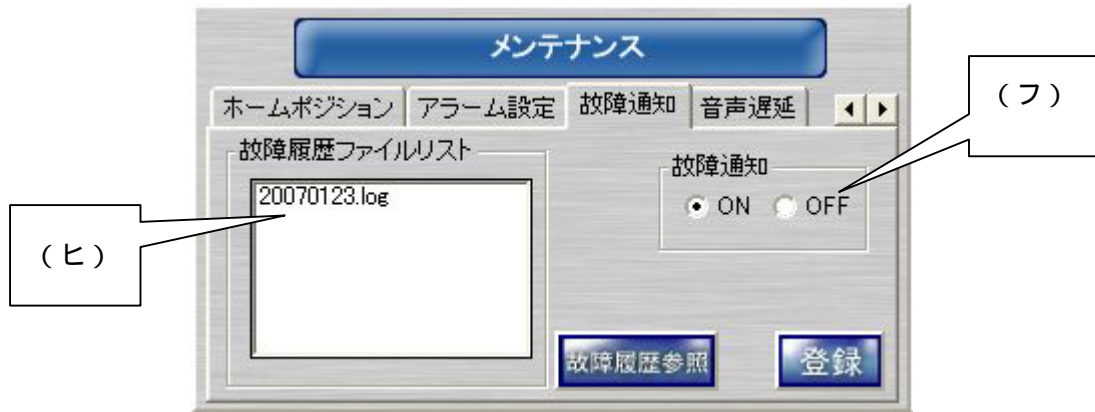 メンテナンス
ホームポジション アラーム設定 故障通知 音声遅延
(フ)
故障履歴ファイルリスト
故障通知
20070123.log
ON OFF
(ヒ)
故障履歴参照
登録